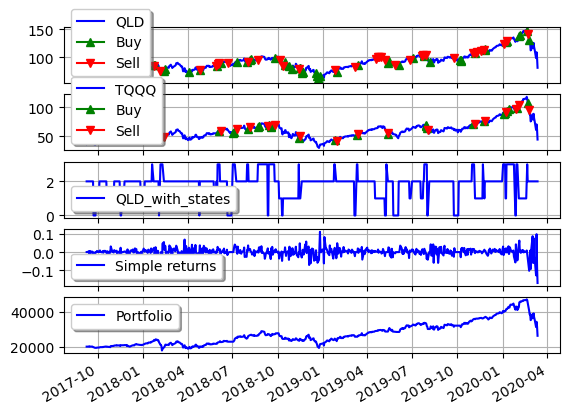 QLD
Buy
Sell
150
100
TQQQ
Buy
Sell
100
50
2
0
QLD_with_states
0.1
0.0
−0.1
Simple returns
40000
20000
Portfolio
2017-10
2018-01
2018-04
2018-07
2018-10
2019-01
2019-04
2019-07
2019-10
2020-01
2020-04